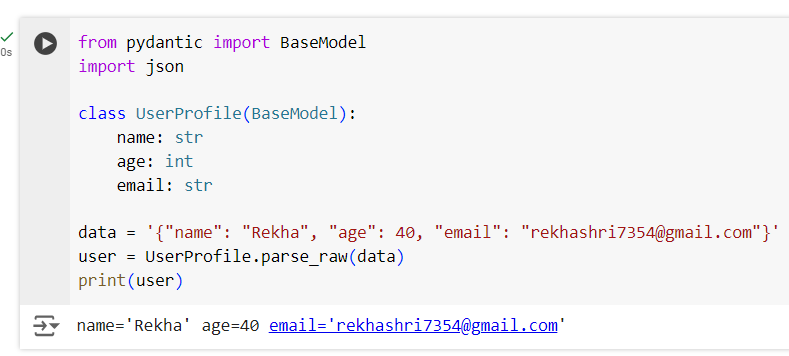 0s
from pydantic import BaseModel
import json
class UserProfile(BaseModel):
    name: str
    age: int
    email: str
data = '{"name": "Rekha", "age": 40, "email": "rekhashri7354@gmail.com"}'
user = UserProfile.parse_raw(data)
print(user)
name='Rekha' age=40 email='rekhashri7354@gmail.com'